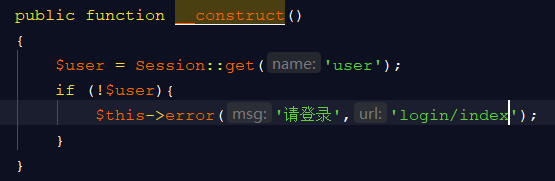 public function __construct()
{
$user = Session::get( name: 'user');
if (!$user){
$this->error( msg: '请登录', url: 'login/index');
}
}